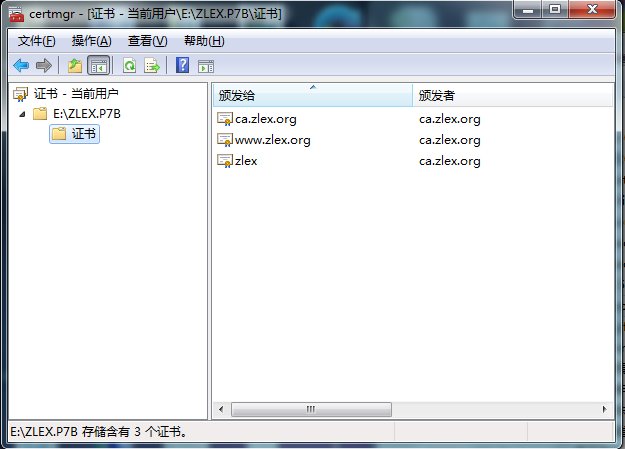 certmgr - [证书 - 当前用户\E:\ZLEX.P7B\证书]
文件(F) 操作(A) 查看(V) 帮助(H)
证书 - 当前用户
E:\ZLEX.P7B
证书
颁发给 颁发者
ca.zlex.org ca.zlex.org
www.zlex.org ca.zlex.org
zlex ca.zlex.org
E:\ZLEX.P7B 存储含有 3 个证书。